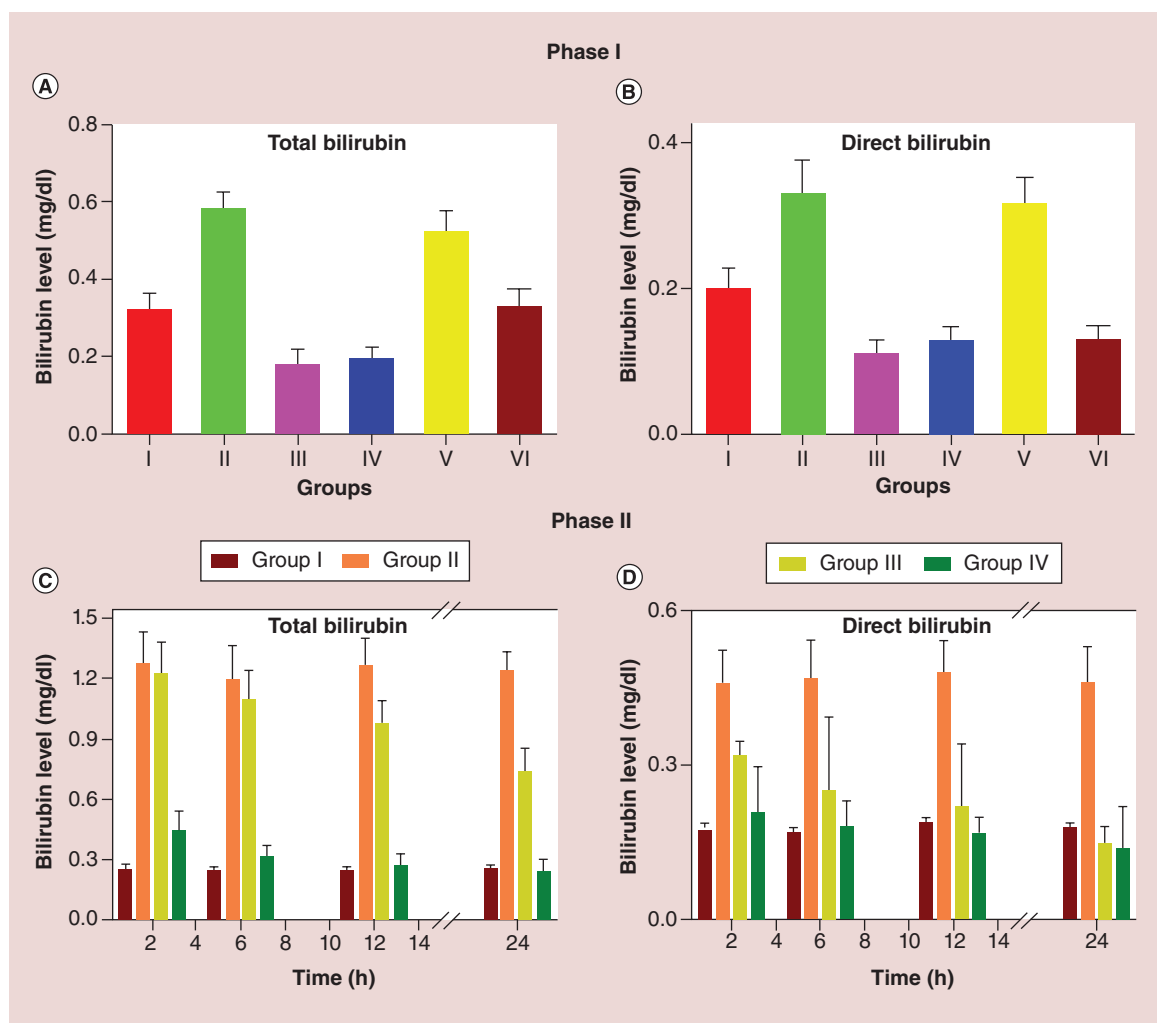 Phase I
A
B
Total bilirubin
Direct bilirubin
Bilirubin level (mg/dl)
0.8
0.6
0.4
0.2
0.0
I II III IV V VI
Groups
Bilirubin level (mg/dl)
0.4
0.2
0.0
I II III IV V VI
Groups
Phase II
Group I Group II
Group III Group IV
C
D
Total bilirubin
Direct bilirubin
Bilirubin level (mg/dl)
1.5
1.2
0.9
0.6
0.3
0.0
2 4 6 8 10 12 14 24
Time (h)
Bilirubin level (mg/dl)
0.6
0.3
0.0
2 4 6 8 10 12 14 24
Time (h)